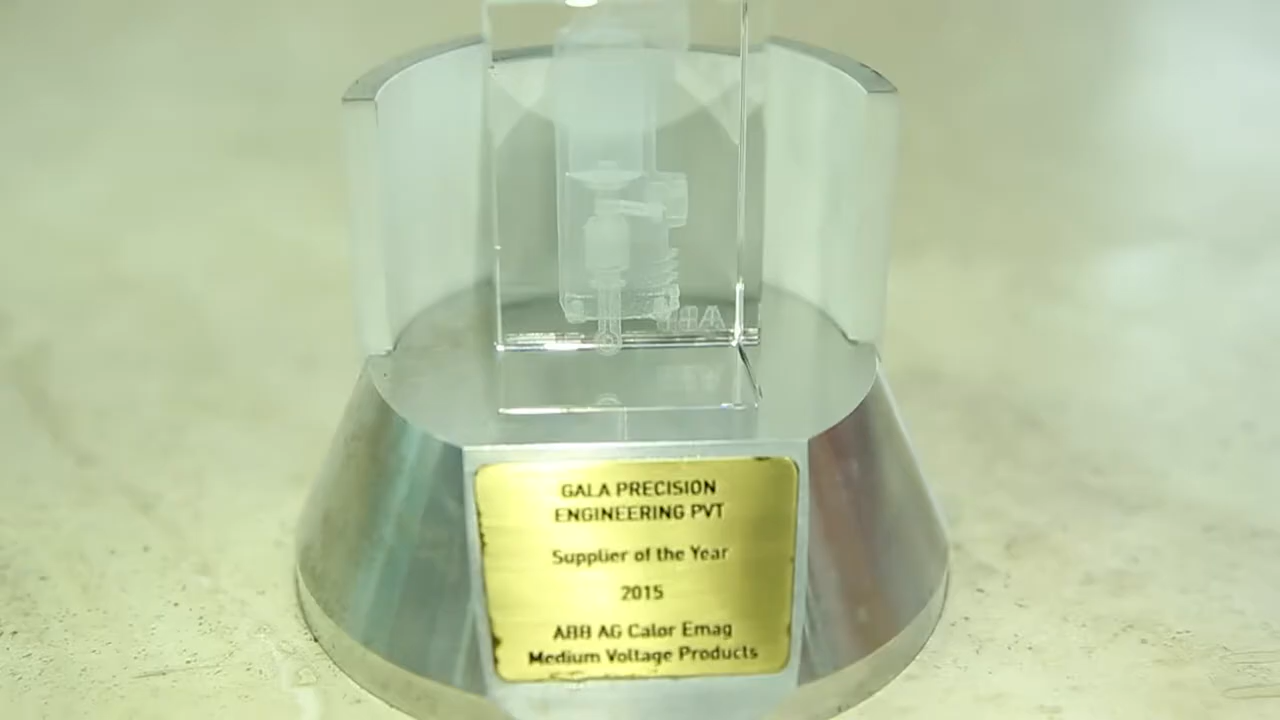 GALA PRECISION
ENGINEERING PVT
Supplier of the Year
2015
ABB AG Calor Emag
Medium Voltage Products